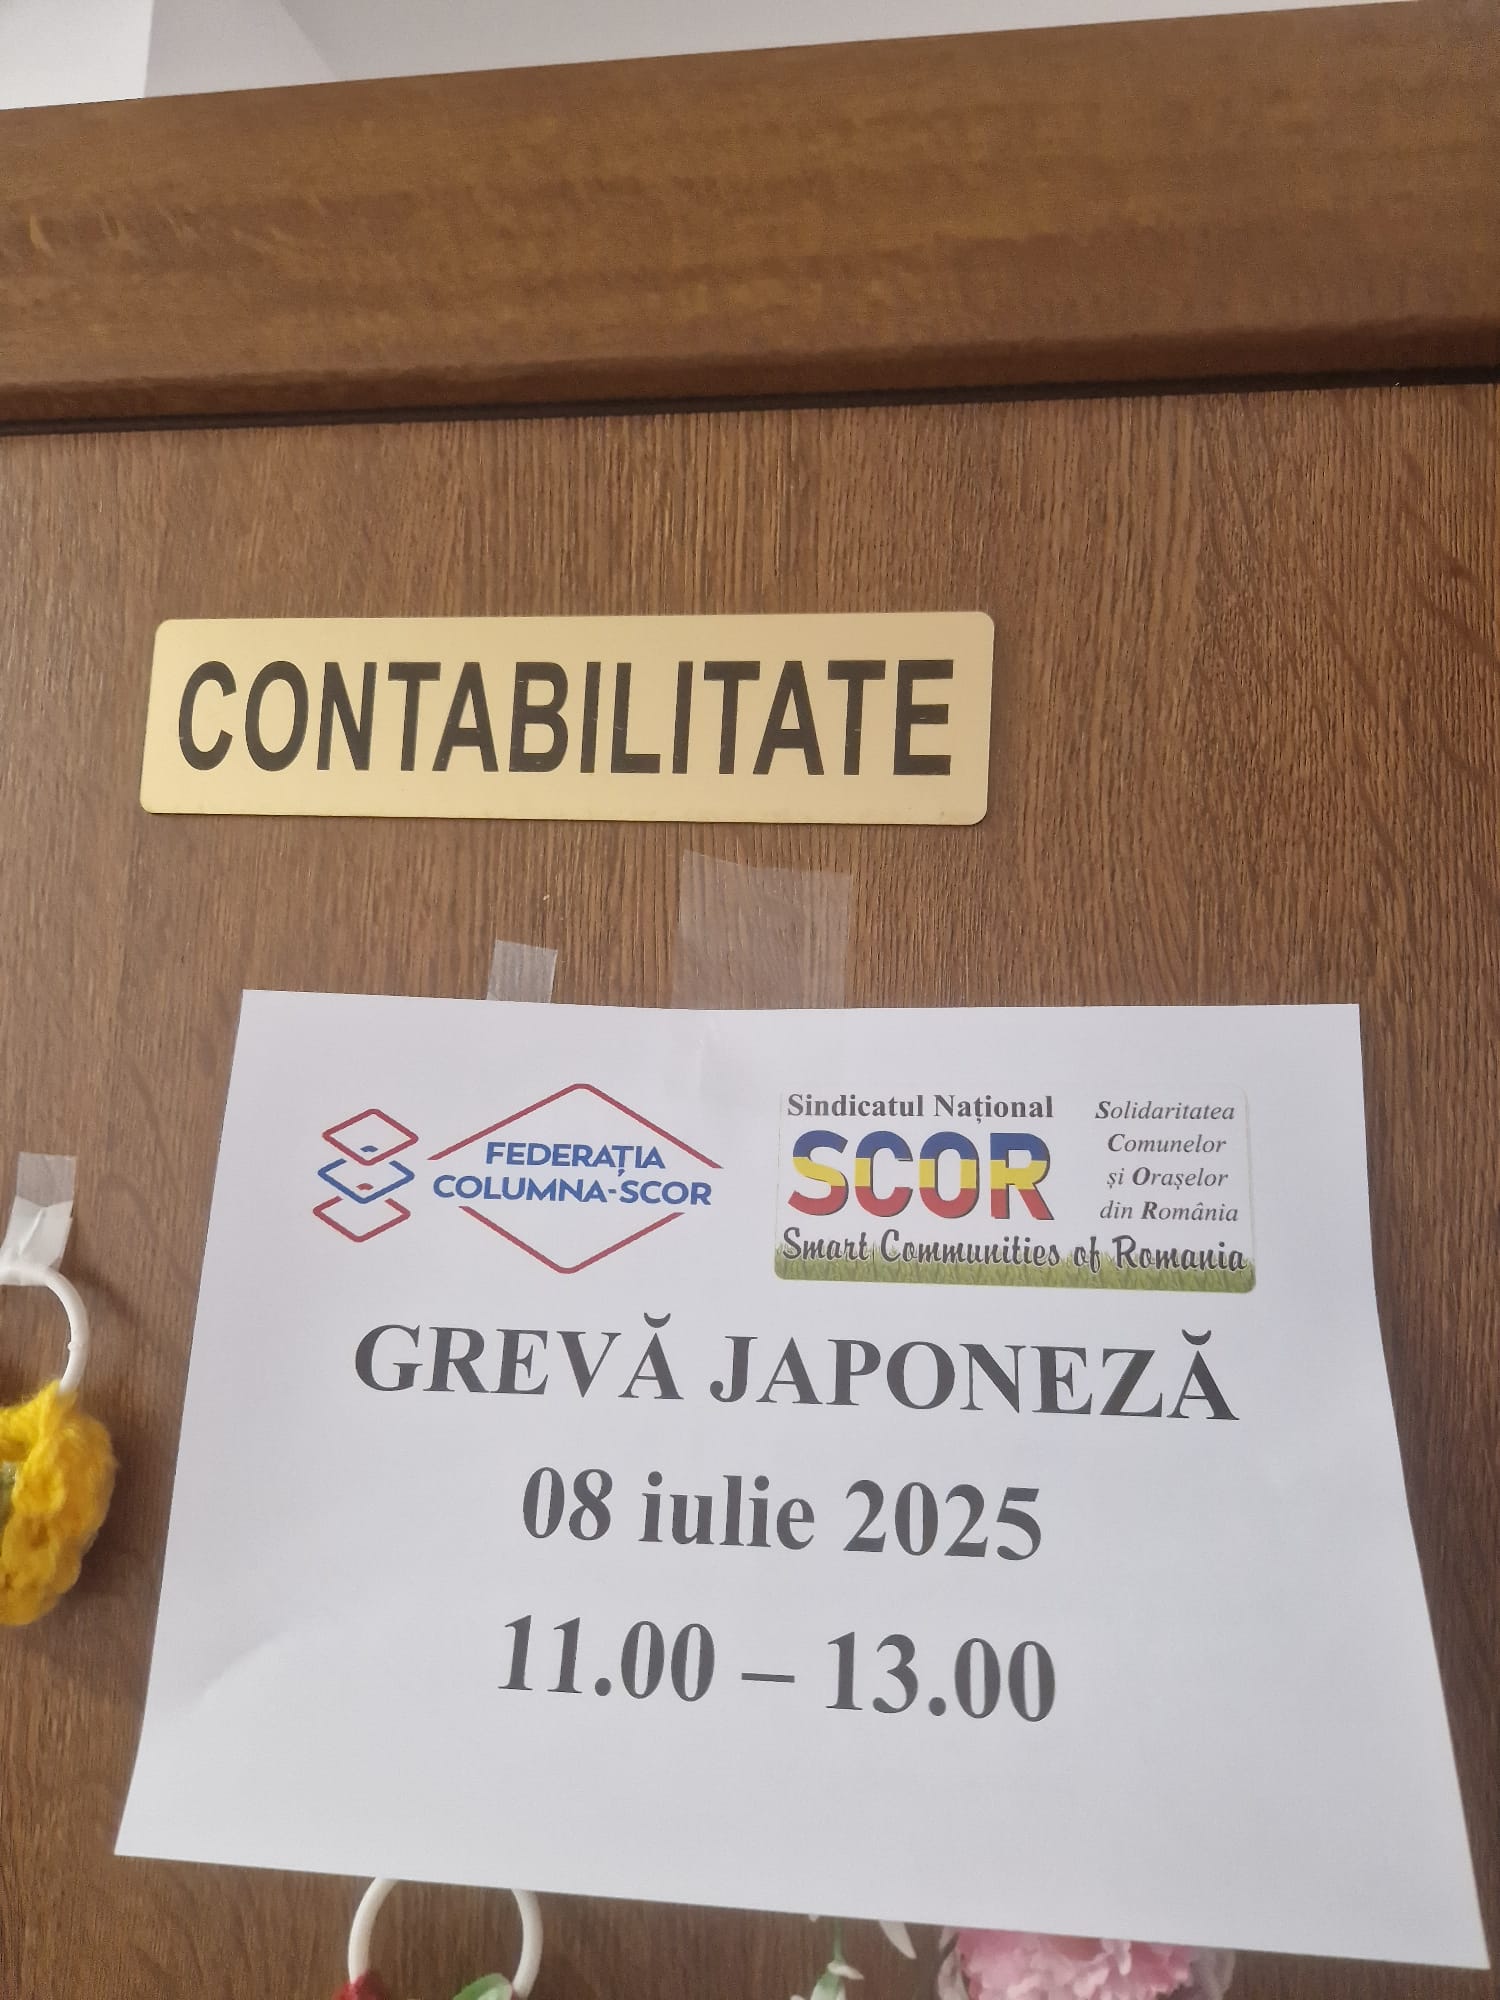 CONTABILITATE
FEDERAȚIA
COLUMNA-SCOR
Sindicatul Național
SCOR
Solidaritatea
Comunelor
și Orașelor
din România
Smart Communities of Romania
GREVĂ JAPONEZĂ
08 iulie 2025
11.00 – 13.00